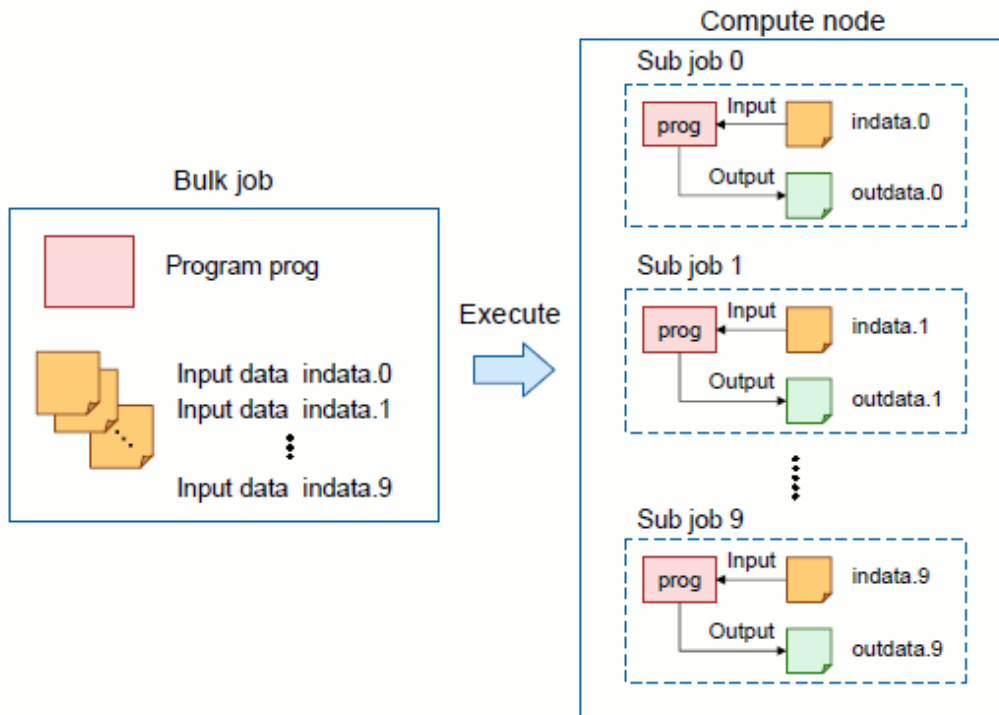 Bulk job
Program prog
Input data indata.0
Input data indata.1
Input data indata.9
Execute
Compute node
Sub job 0
prog
Input
indata.0
Output
outdata.0
Sub job 1
prog
Input
indata.1
Output
outdata.1
Sub job 9
prog
Input
indata.9
Output
outdata.9